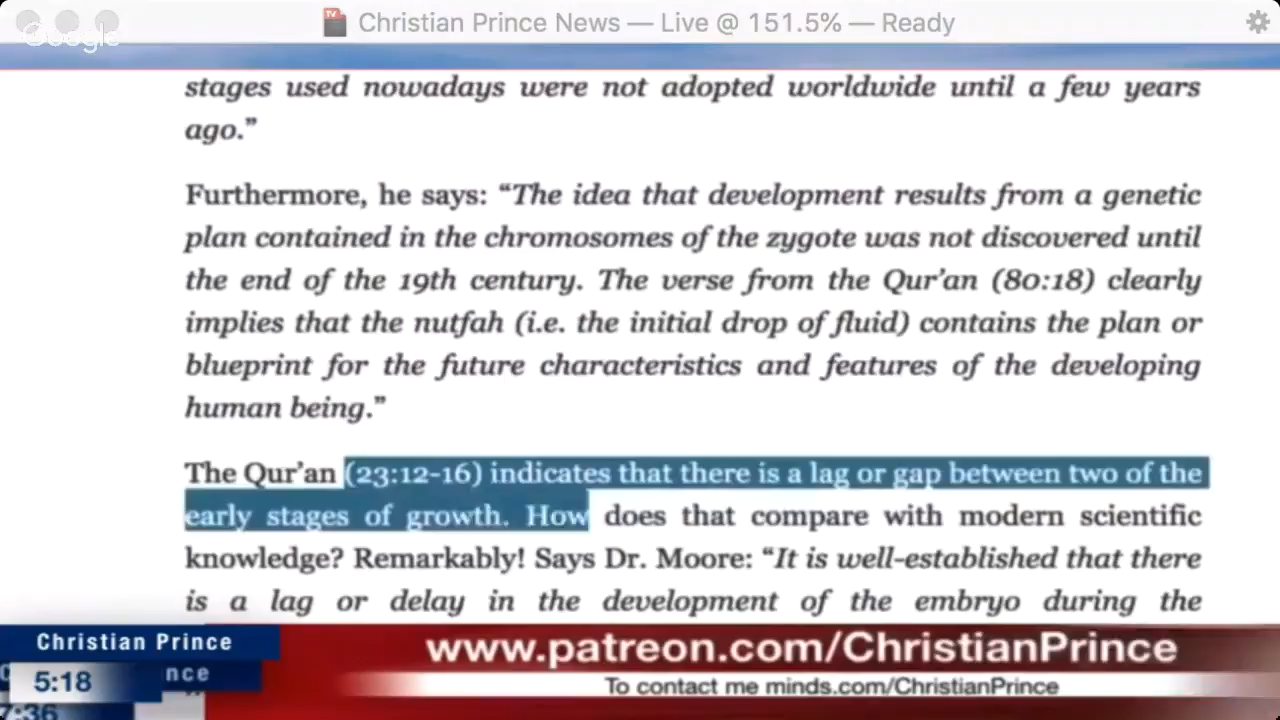 Christian Prince News — Live @ 151.5% — Ready
Google
stages used nowadays were not adopted worldwide until a few years
ago.”
Furthermore, he says: “The idea that development results from a genetic
plan contained in the chromosomes of the zygote was not discovered until
the end of the 19th century. The verse from the Qur’an (80:18) clearly
implies that the nutfah (i.e. the initial drop of fluid) contains the plan or
blueprint for the future characteristics and features of the developing
human being.”
The Qur’an (23:12-16) indicates that there is a lag or gap between two of the
early stages of growth. How does that compare with modern scientific
knowledge? Remarkably! Says Dr. Moore: “It is well-established that there
is a lag or delay in the development of the embryo during the
Christian Prince
www.patreon.com/ChristianPrince
nce
5:18
To contact me minds.com/ChristianPrince
7:36